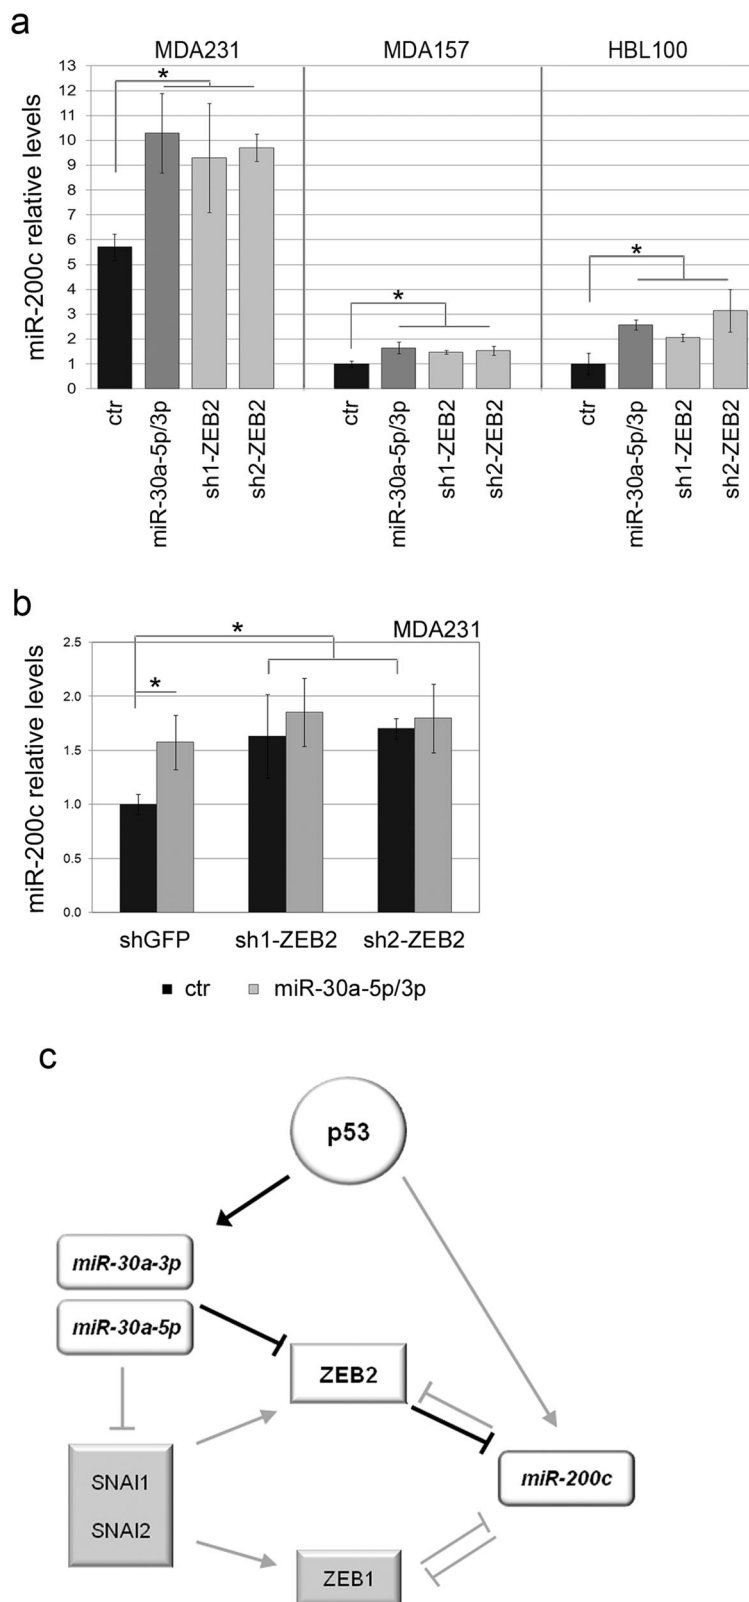 a
MDA231 MDA157 HBL100
miR-200c relative levels
13
12
11
10
9
8
7
6
5
4
3
2
1
0
* * *
ctr
miR-30a-5p/3p
sh1-ZEB2
sh2-ZEB2
ctr
miR-30a-5p/3p
sh1-ZEB2
sh2-ZEB2
ctr
miR-30a-5p/3p
sh1-ZEB2
sh2-ZEB2
b
MDA231
miR-200c relative levels
2.5
2.0
1.5
1.0
0.5
0.0
*
*
shGFP sh1-ZEB2 sh2-ZEB2
ctr miR-30a-5p/3p
c
p53
miR-30a-3p
miR-30a-5p
ZEB2
miR-200c
SNAI1
SNAI2
ZEB1